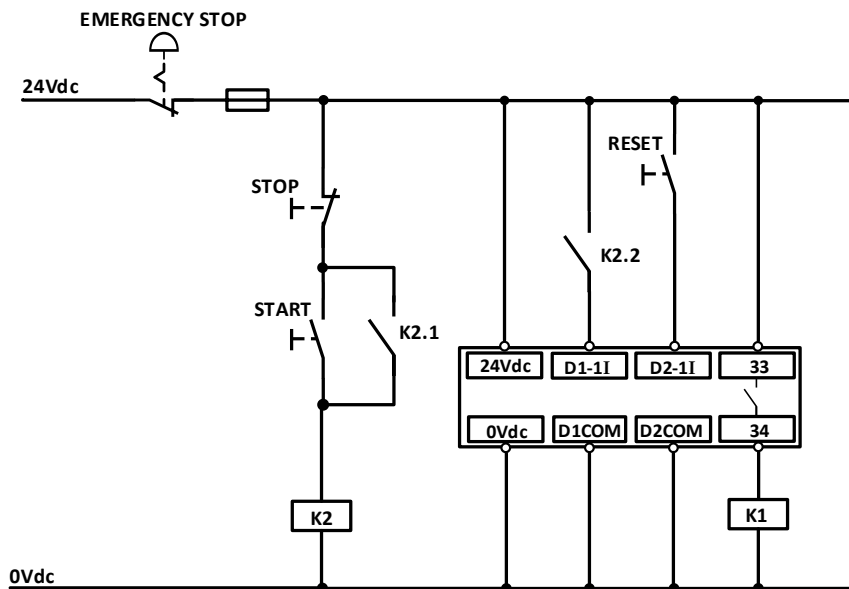 EMERGENCY STOP
24Vdc
RESET
STOP
K2.2
START
K2.1
24Vdc D1-1I D2-1I 33
0Vdc D1COM D2COM 34
K2
K1
0Vdc